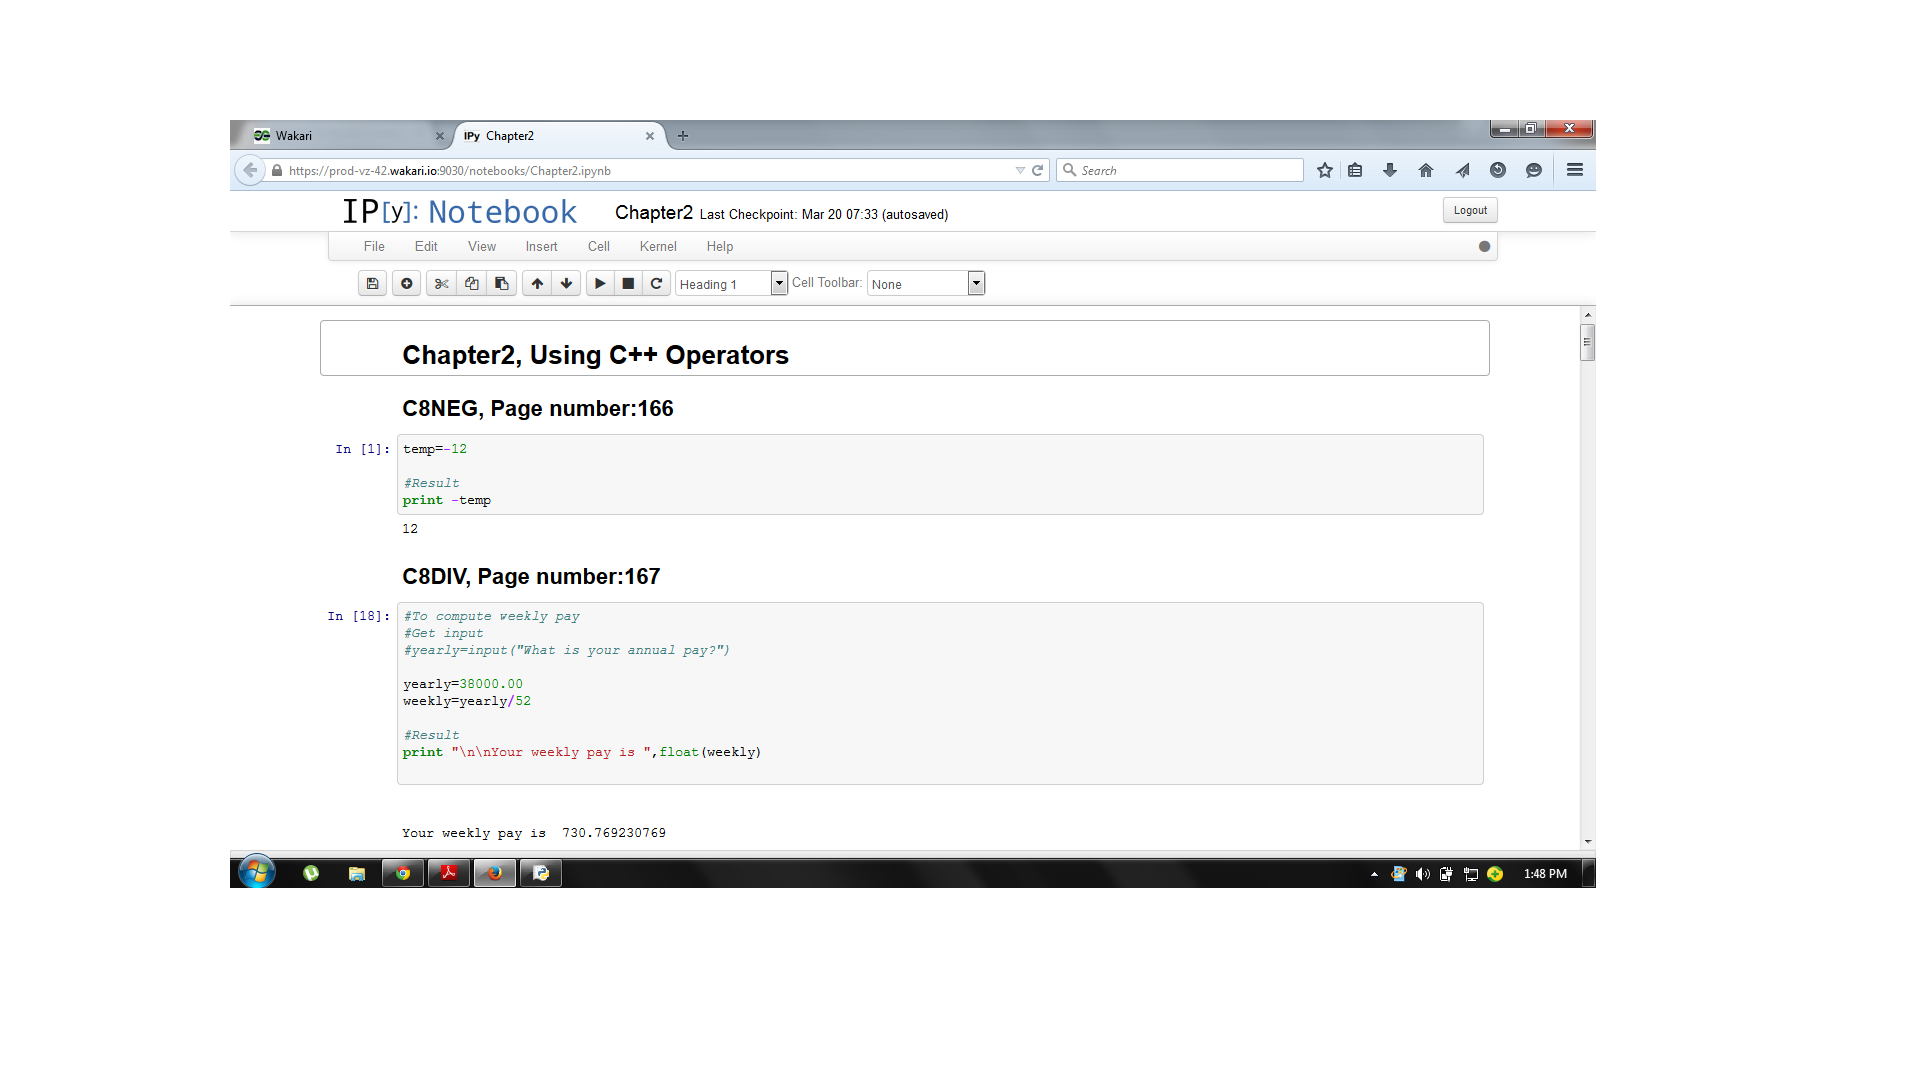 Wakari
IPy Chapter2
https://prod-vz-42.wakari.io:9030/notebooks/Chapter2.ipynb
Search
IP[y]: Notebook
Chapter2 Last Checkpoint: Mar 20 07:33 (autosaved)
Logout
File Edit View Insert Cell Kernel Help
Heading 1 Cell Toolbar: None
Chapter2, Using C++ Operators
C8NEG, Page number:166
In [1]: temp=-12
#Result
print -temp
12
C8DIV, Page number:167
In [18]: #To compute weekly pay
#Get input
#yearly=input("What is your annual pay?")
yearly=38000.00
weekly=yearly/52
#Result
print "\n\nYour weekly pay is ",float(weekly)
Your weekly pay is  730.769230769
1:48 PM